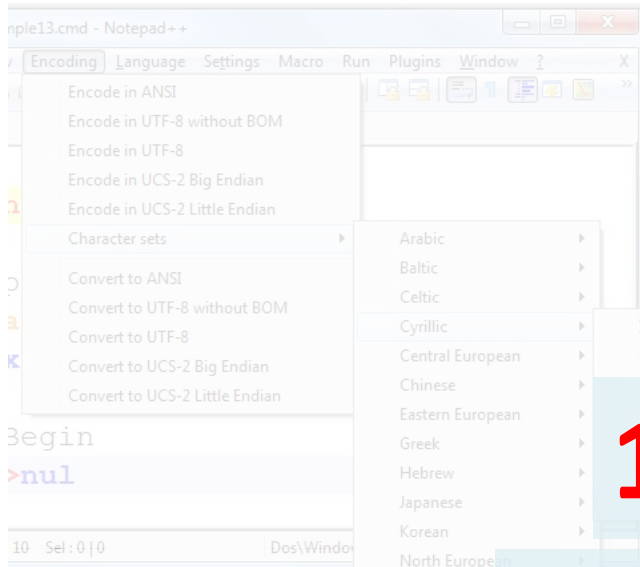 mple13.cmd - Notepad++
Encoding Language Settings Macro Run Plugins Window ? X
Encode in ANSI
Encode in UTF-8 without BOM
Encode in UTF-8
Encode in UCS-2 Big Endian
Encode in UCS-2 Little Endian
Character sets
Convert to ANSI
Convert to UTF-8 without BOM
Convert to UTF-8
Convert to UCS-2 Big Endian
Convert to UCS-2 Little Endian
Arabic
Baltic
Celtic
Cyrillic
Central European
Chinese
Eastern European
Greek
Hebrew
Japanese
Korean
North European
Begin
>nul
1
10 Sel : 0 | 0 Dos\Window